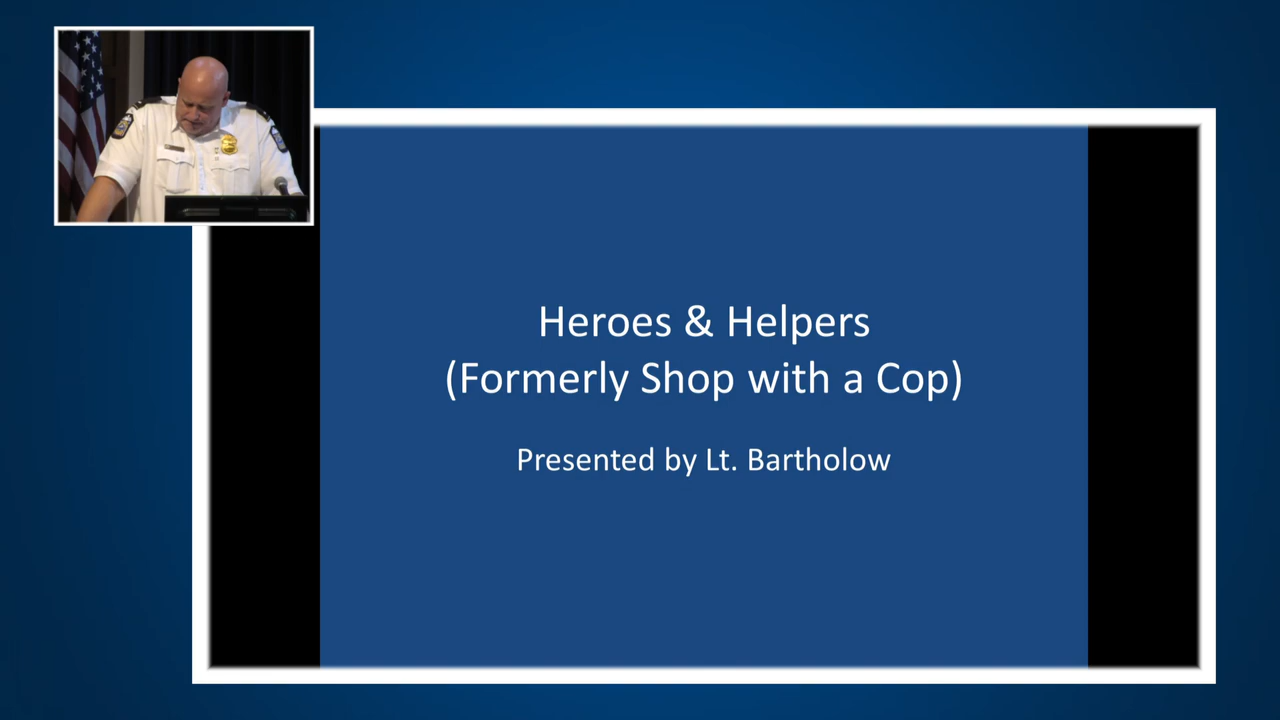 Heroes & Helpers
(Formerly Shop with a Cop)
Presented by Lt. Bartholow